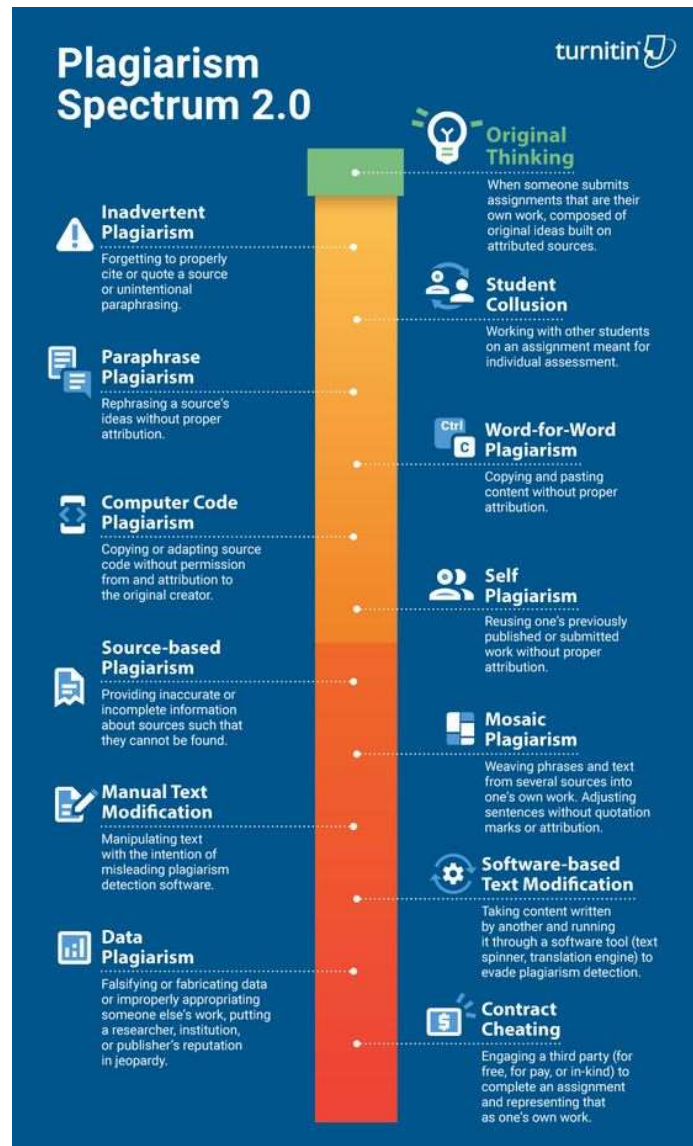 Plagiarism
Spectrum 2.0
turnitin
Original
Thinking
When someone submits
assignments that are their
own work, composed of
original ideas built on
attributed sources.
Inadvertent
Plagiarism
Forgetting to properly
cite or quote a source
or unintentional
paraphrasing.
Student
Collusion
Working with other students
on an assignment meant for
individual assessment.
Paraphrase
Plagiarism
Rephrasing a source's
ideas without proper
attribution.
Ctrl
C
Word-for-Word
Plagiarism
Copying and pasting
content without proper
attribution.
Computer Code
Plagiarism
Copying or adapting source
code without permission
from and attribution to
the original creator.
Self
Plagiarism
Reusing one's previously
published or submitted
work without proper
attribution.
Source-based
Plagiarism
Providing inaccurate or
incomplete information
about sources such that
they cannot be found.
Mosaic
Plagiarism
Weaving phrases and text
from several sources into
one's own work. Adjusting
sentences without quotation
marks or attribution.
Manual Text
Modification
Manipulating text
with the intention of
misleading plagiarism
detection software.
Software-based
Text Modification
Taking content written
by another and running
it through a software tool (text
spinner, translation engine) to
evade plagiarism detection.
Data
Plagiarism
Falsifying or fabricating data
or improperly appropriating
someone else's work, putting
a researcher, institution,
or publisher's reputation
in jeopardy.
$
Contract
Cheating
Engaging a third party (for
free, for pay, or in-kind) to
complete an assignment
and representing that
as one's own work.